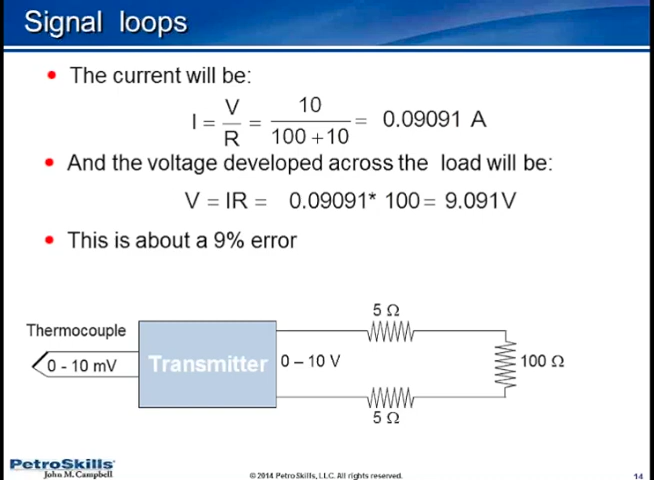 Signal loops
• The current will be:
I = V/R = 10/(100 + 10) = 0.09091 A
• And the voltage developed across the load will be:
V = IR = 0.09091* 100 = 9.091V
• This is about a 9% error
5 Ω
Thermocouple
0 - 10 mV
Transmitter
0 – 10 V
100 Ω
5 Ω
PetroSkills
John M. Campbell
© 2014 PetroSkills, LLC. All rights reserved.
14